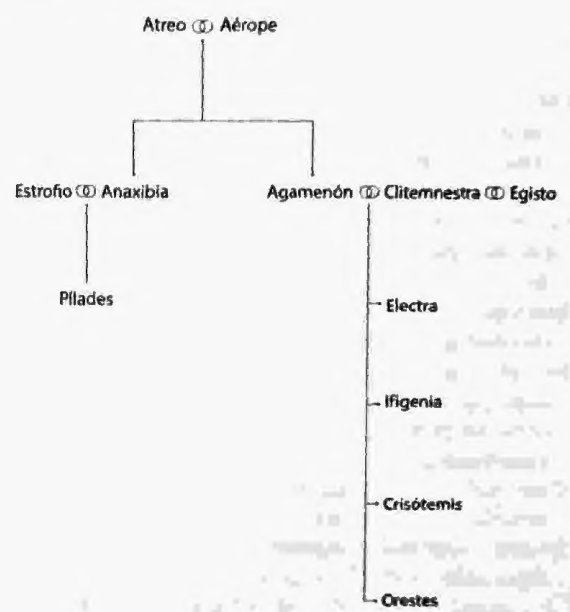 Atreo ⚭ Aérope
Estrofio ⚭ Anaxibia Agamenón ⚭ Clitemnestra ⚭ Egisto
Pílades
Electra
Ifigenia
Crisótemis
Orestes